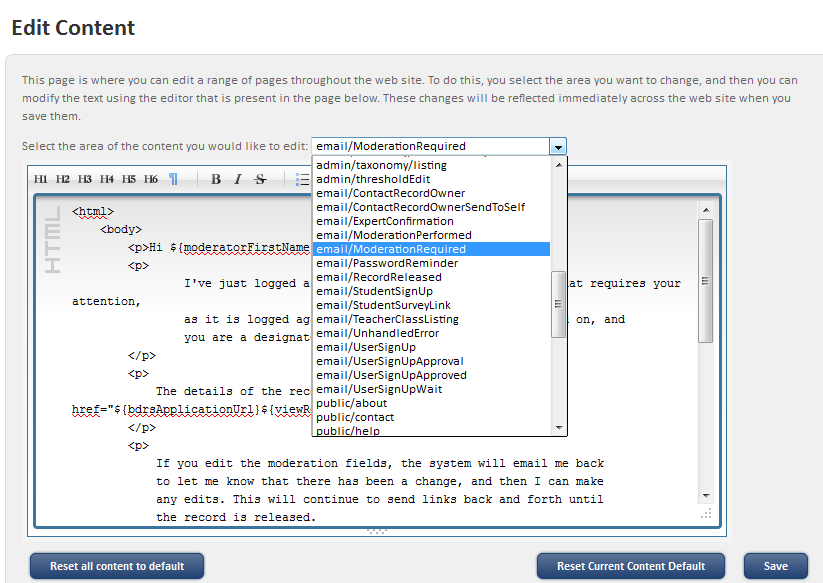 Edit Content
This page is where you can edit a range of pages throughout the web site. To do this, you select the area you want to change, and then you can
modify the text using the editor that is present in the page below. These changes will be reflected immediately across the web site when you
save them.
Select the area of the content you would like to edit: email/ModerationRequired
admin/taxonomy/listing
admin/thresholdEdit
email/ContactRecordOwner
email/ContactRecordOwnerSendToSelf
email/ExpertConfirmation
email/ModerationPerformed
email/ModerationRequired
email/PasswordReminder
email/RecordReleased
email/StudentSignUp
email/StudentSurveyLink
email/TeacherClassListing
email/UnhandledError
email/UserSignUp
email/UserSignUpApproval
email/UserSignUpApproved
email/UserSignUpWait
public/about
public/contact
public/help
H1 H2 H3 H4 H5 H6 ¶ B I S
HTML
<html>
<body>
<p>Hi ${moderatorFirstName
<p>
I've just logged a at requires your
attention,
as it is logged ag on, and
you are a designat
</p>
<p>
The details of the rec
href="${bdrsApplicationUrl}${viewR
</p>
<p>
If you edit the moderation fields, the system will email me back
to let me know that there has been a change, and then I can make
any edits. This will continue to send links back and forth until
the record is released.
Reset all content to default Reset Current Content Default Save